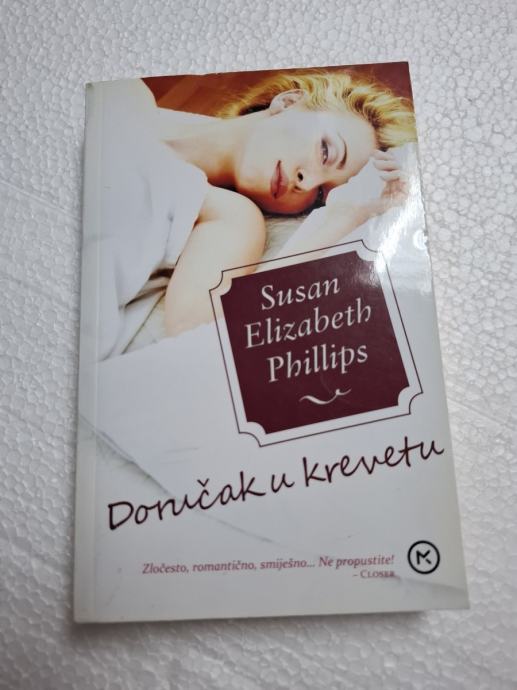 Susan
Elizabeth
Phillips
Doručak u krevetu
Zločesto, romantično, smiješno... Ne propustite!
– CLOSER